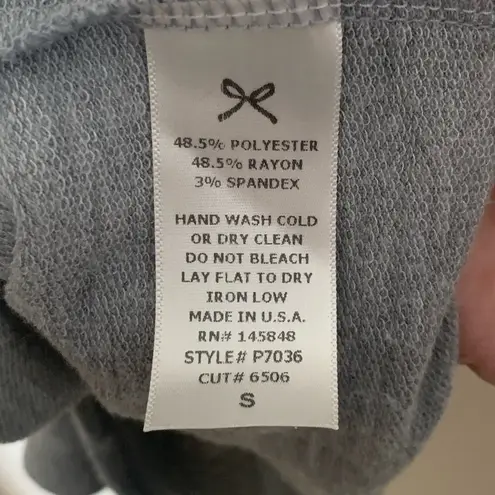 48.5% POLYESTER
48.5% RAYON
3% SPANDEX
HAND WASH COLD
OR DRY CLEAN
DO NOT BLEACH
LAY FLAT TO DRY
IRON LOW
MADE IN U.S.A.
RN# 145848
STYLE# P7036
CUT# 6506
S